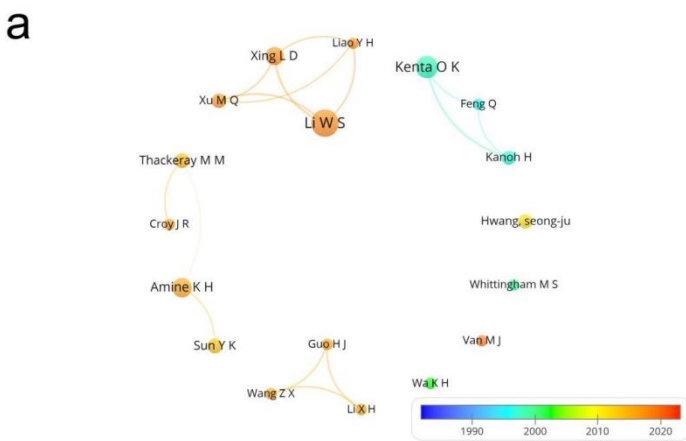 a
Liao Y H
Xing L D
Kenta O K
Xu M Q
Feng Q
Li W S
Kanoh H
Thackeray M M
Croy J R
Hwang, seong-ju
Amine K H
Whittingham M S
Sun Y K
Guo H J
Van M J
Wang Z X
Wa K H
Li X H
1990 2000 2010 2020